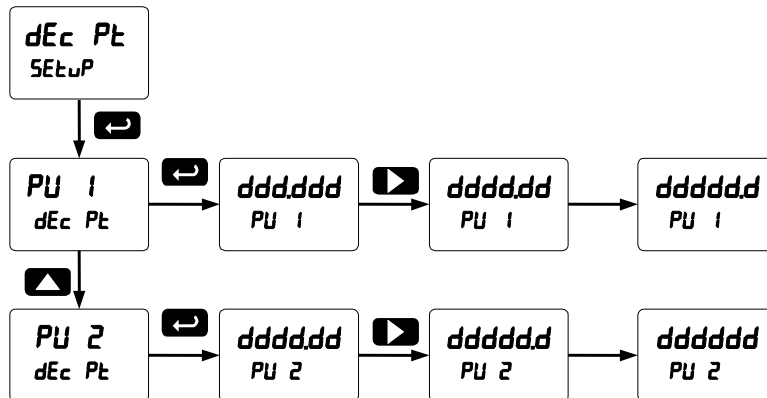 dEc Pt
SEtuP
PU 1
dEc Pt
ddd.ddd
PU 1
dddd.dd
PU 1
ddddd.d
PU 1
PU 2
dEc Pt
dddd.dd
PU 2
ddddd.d
PU 2
dddddd
PU 2